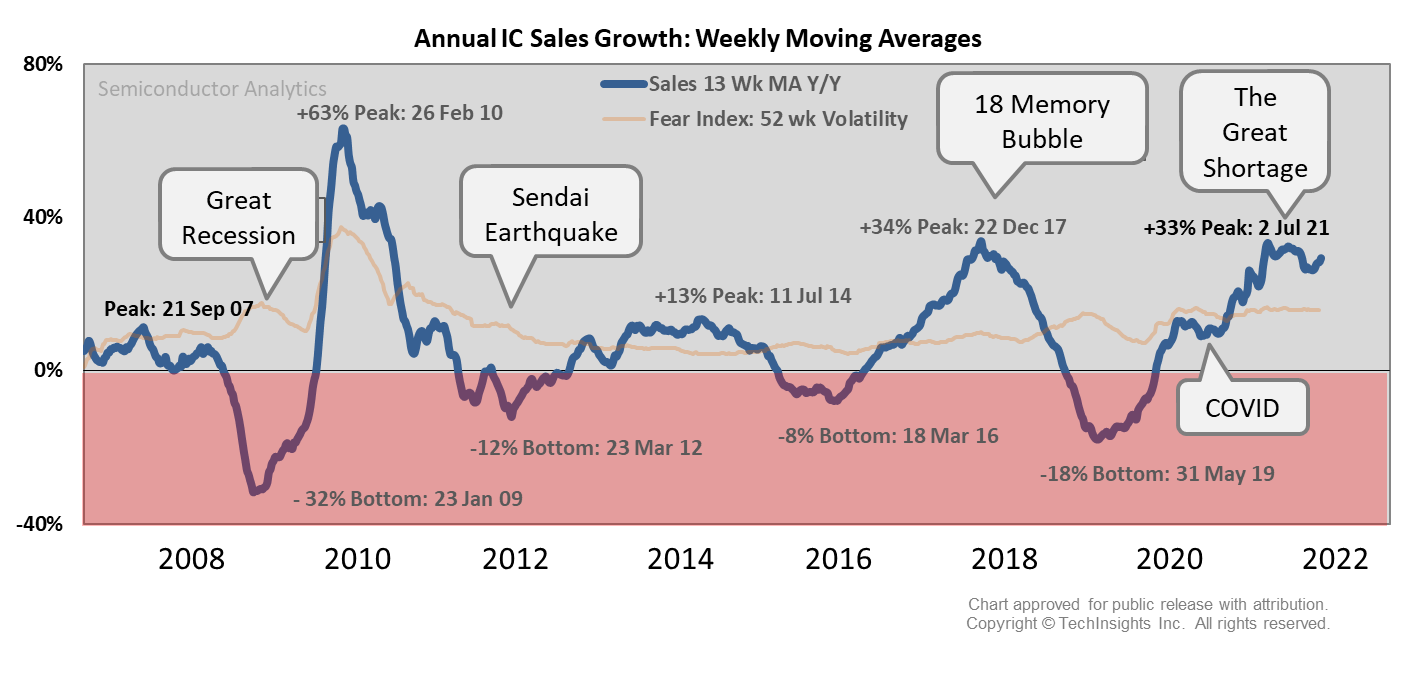 Annual IC Sales Growth: Weekly Moving Averages
80%
40%
0%
-40%
Semiconductor Analytics
Sales 13 Wk MA Y/Y
Fear Index: 52 wk Volatility
+63% Peak: 26 Feb 10
18 Memory
Bubble
The
Great
Shortage
Great
Recession
Sendai
Earthquake
+34% Peak: 22 Dec 17
+33% Peak: 2 Jul 21
Peak: 21 Sep 07
+13% Peak: 11 Jul 14
COVID
-12% Bottom: 23 Mar 12
-8% Bottom: 18 Mar 16
-18% Bottom: 31 May 19
- 32% Bottom: 23 Jan 09
2008
2010
2012
2014
2016
2018
2020
2022
Chart approved for public release with attribution.
Copyright © TechInsights Inc. All rights reserved.